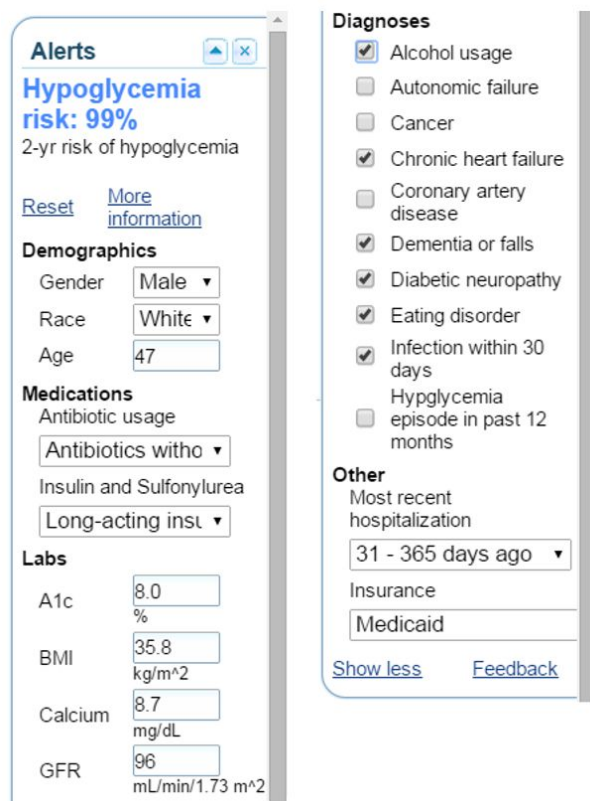 Alerts
Hypoglycemia
risk: 99%
2-yr risk of hypoglycemia
Reset
More
information
Demographics
Gender Male
Race White
Age 47
Medications
Antibiotic usage
Antibiotics witho
Insulin and Sulfonylurea
Long-acting insu
Labs
A1c 8.0
%
BMI 35.8
kg/m^2
Calcium 8.7
mg/dL
GFR 96
mL/min/1.73 m^2
Diagnoses
Alcohol usage
Autonomic failure
Cancer
Chronic heart failure
Coronary artery
disease
Dementia or falls
Diabetic neuropathy
Eating disorder
Infection within 30
days
Hypglycemia
episode in past 12
months
Other
Most recent
hospitalization
31 - 365 days ago
Insurance
Medicaid
Show less Feedback